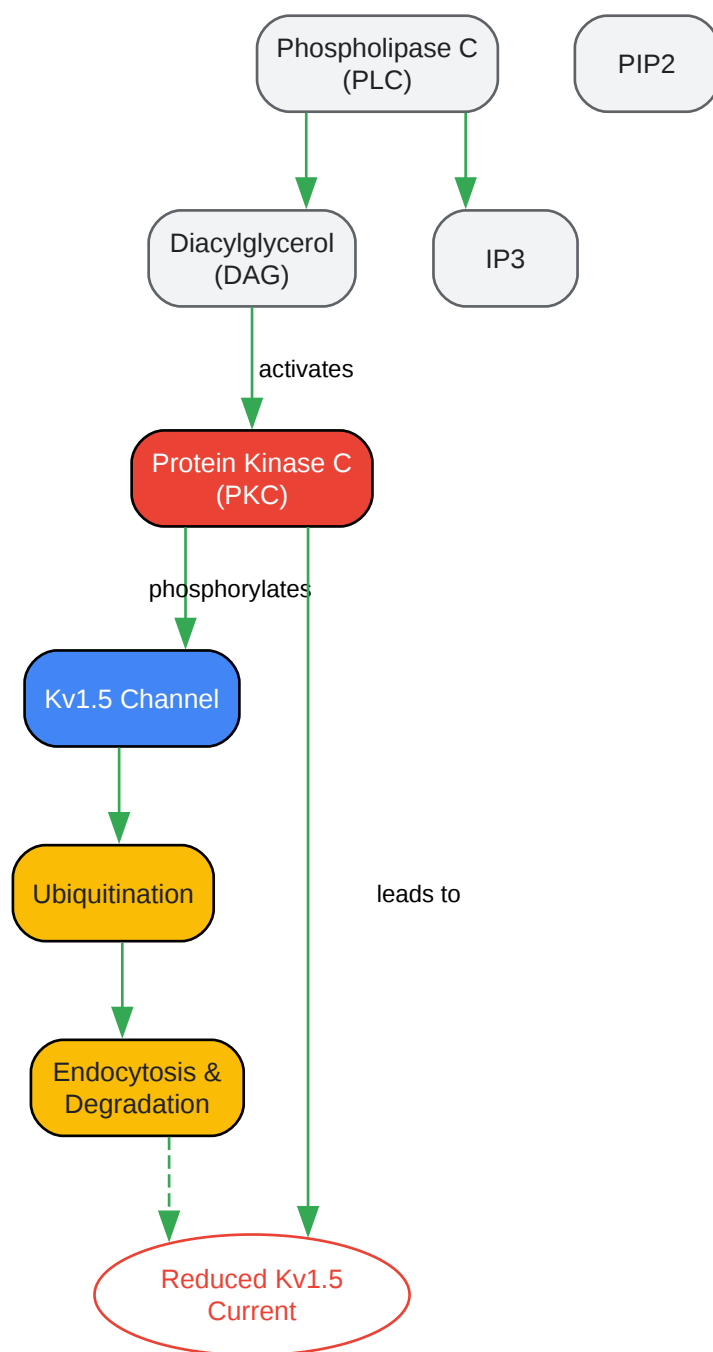 Phospholipase C
(PLC)
PIP2
Diacylglycerol
(DAG)
IP3
activates
Protein Kinase C
(PKC)
phosphorylates
Kv1.5 Channel
Ubiquitination
leads to
Endocytosis &
Degradation
Reduced Kv1.5
Current